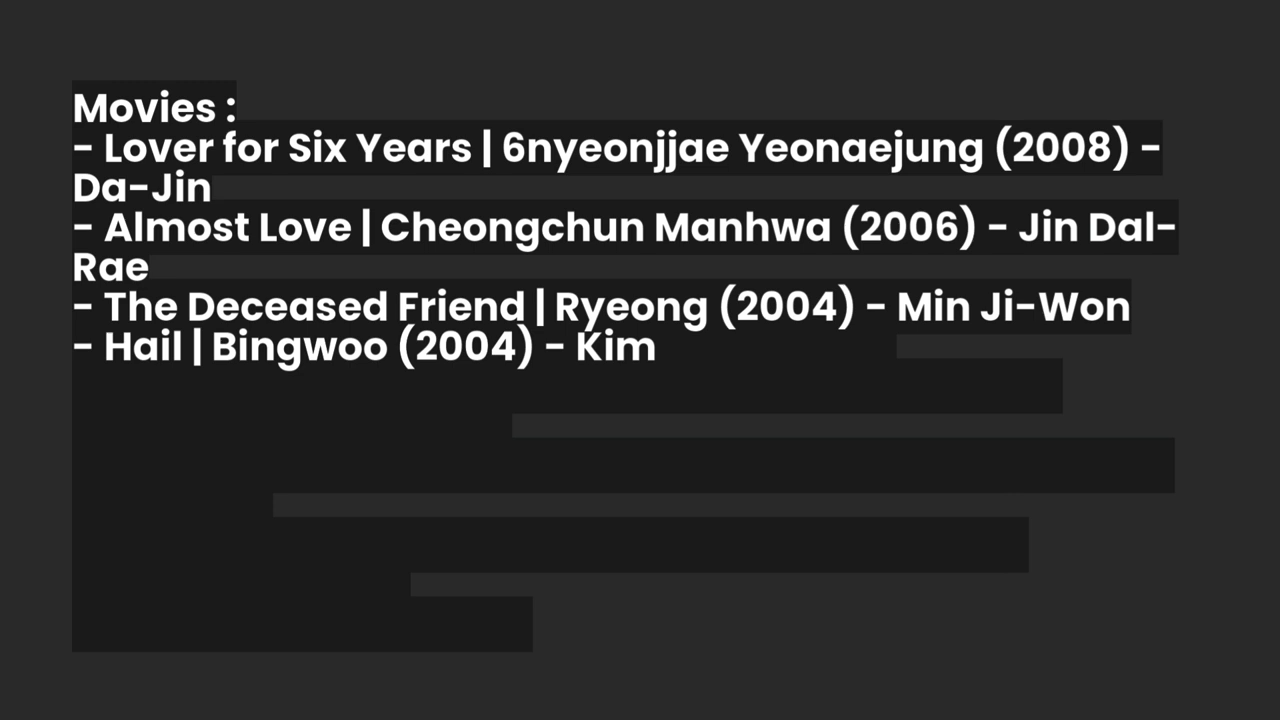 Movies :
- Lover for Six Years | 6nyeonjjae Yeonaejung (2008) -
Da-Jin
- Almost Love | Cheongchun Manhwa (2006) - Jin Dal-
Rae
- The Deceased Friend | Ryeong (2004) - Min Ji-Won
- Hail | Bingwoo (2004) - Kim